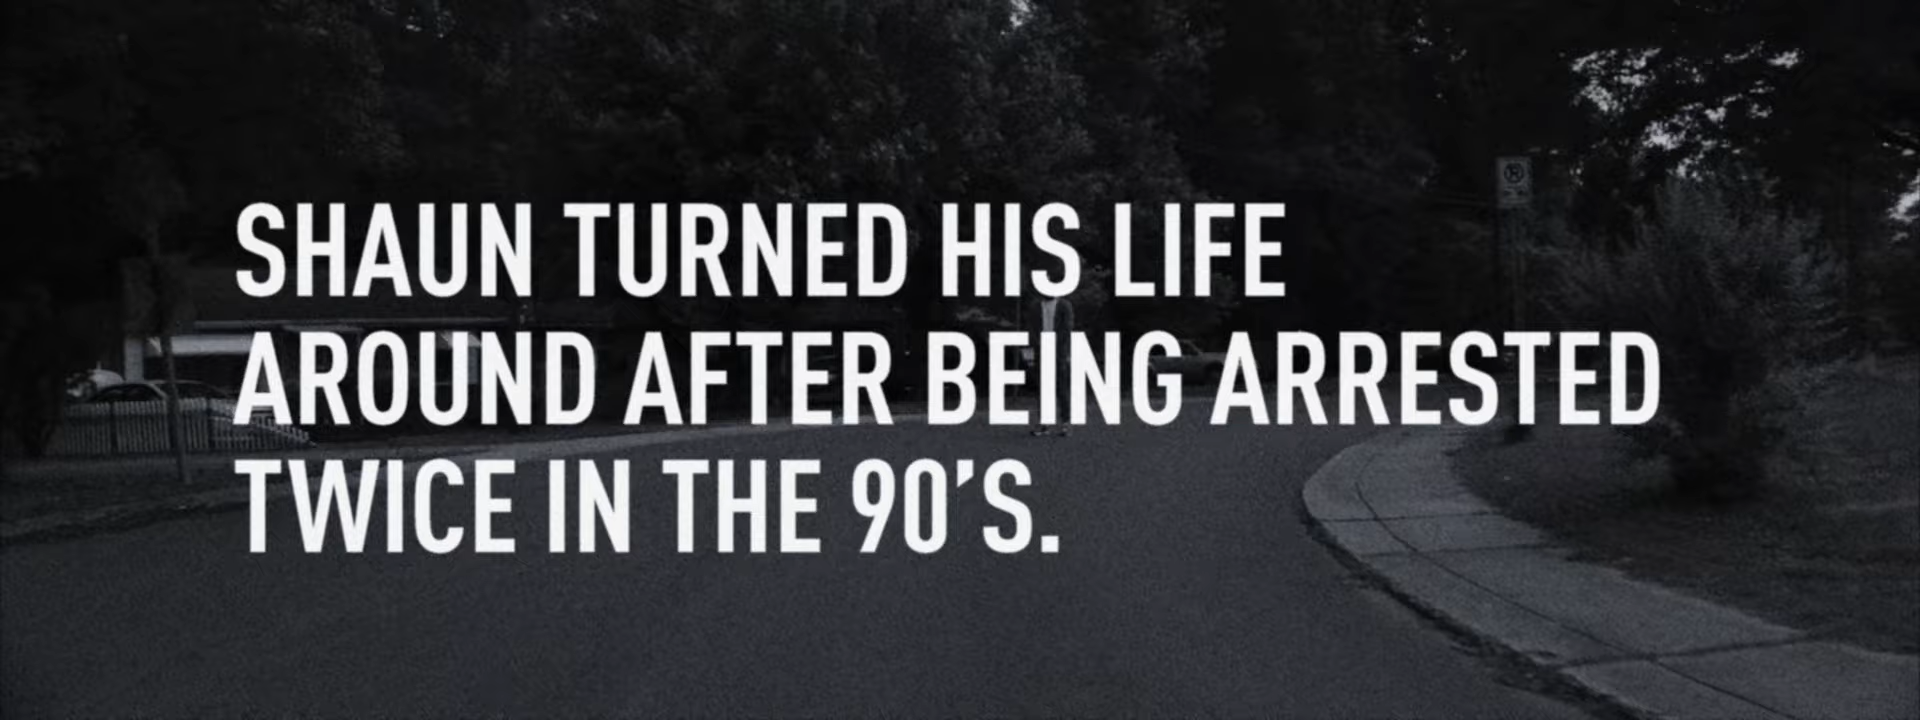 SHAUN TURNED HIS LIFE
AROUND AFTER BEING ARRESTED
TWICE IN THE 90’S.